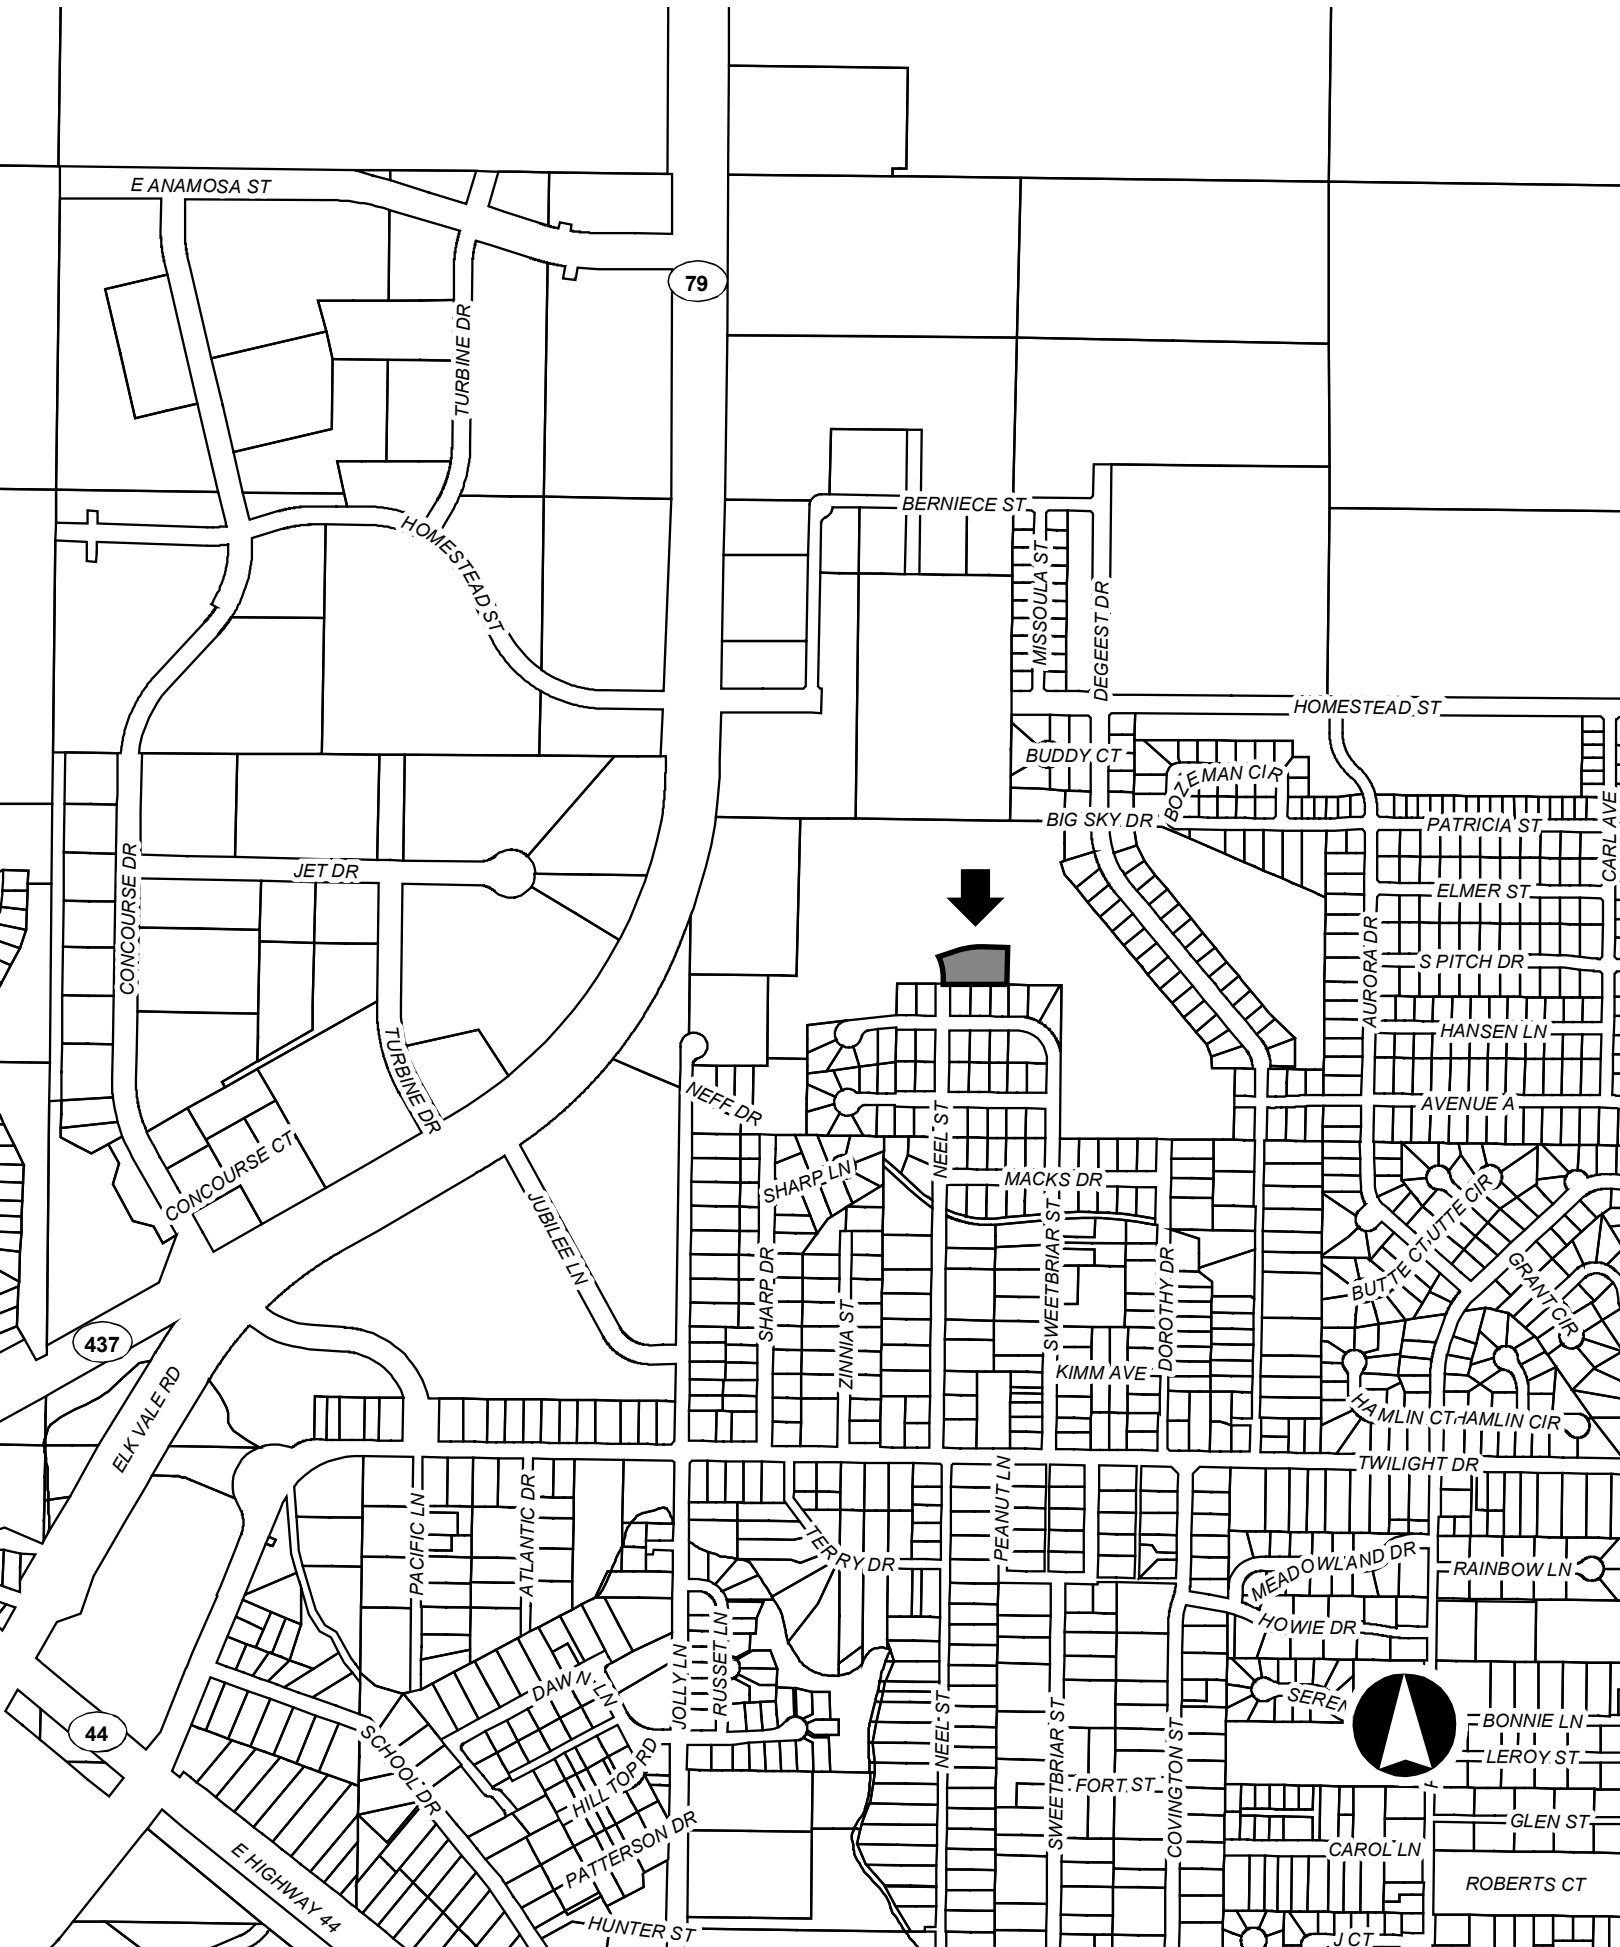 E ANAMOSA ST
79
TURBINE DR
BERNIECE ST
HOMESTEAD ST
MISSOULA ST
DEGEEST DR
HOMESTEAD ST
BUDDY CT
BOZEMAN CIR
BIG SKY DR
PATRICIA ST
CARL AVE
JET DR
CONCOURSE DR
ELMER ST
AURORA DR
S PITCH DR
HANSEN LN
TURBINE DR
NEFF DR
AVENUE A
NEEL ST
CONCOURSE CT
SHARP LN
MACKS DR
JUBILEE LN
SHARP DR
ZINNIA ST
SWEETBRIAR ST
DOROTHY DR
BUTTE CT
UTTE CIR
GRANT CIR
437
ELK VALE RD
KIMM AVE
HAMLIN CT
HAMLIN CIR
TWILIGHT DR
PACIFIC LN
ATLANTIC DR
PEANUT LN
TERRY DR
MEADOWLAND DR
RAINBOW LN
HOWIE DR
DAWN LN
JOLLY LN
RUSSET LN
SEREN
44
SCHOOL DR
NEEL ST
SWEETBRIAR ST
COVINGTON ST
BONNIE LN
LEROY ST
HILL TOP RD
FORT ST
PATTERSON DR
GLEN ST
CAROL LN
E HIGHWAY 44
ROBERTS CT
HUNTER ST
J CT